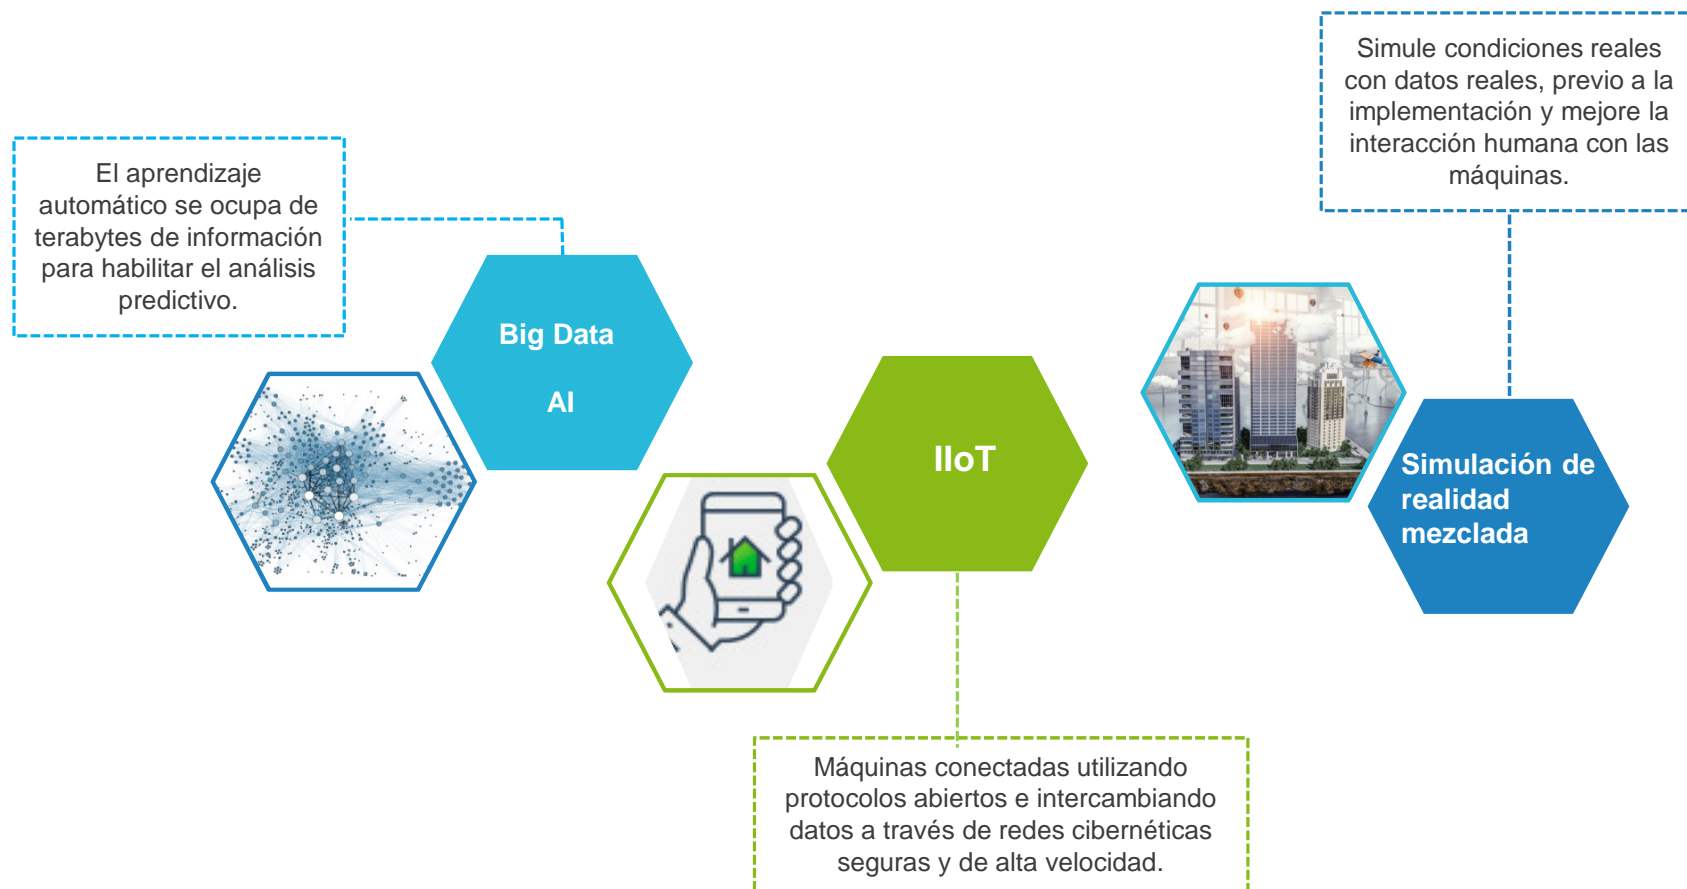 El aprendizaje
automático se ocupa de
terabytes de información
para habilitar el análisis
predictivo.
Big Data
AI
IIoT
Máquinas conectadas utilizando
protocolos abiertos e intercambiando
datos a través de redes cibernéticas
seguras y de alta velocidad.
Simule condiciones reales
con datos reales, previo a la
implementación y mejore la
interacción humana con las
máquinas.
Simulación de
realidad
mezclada